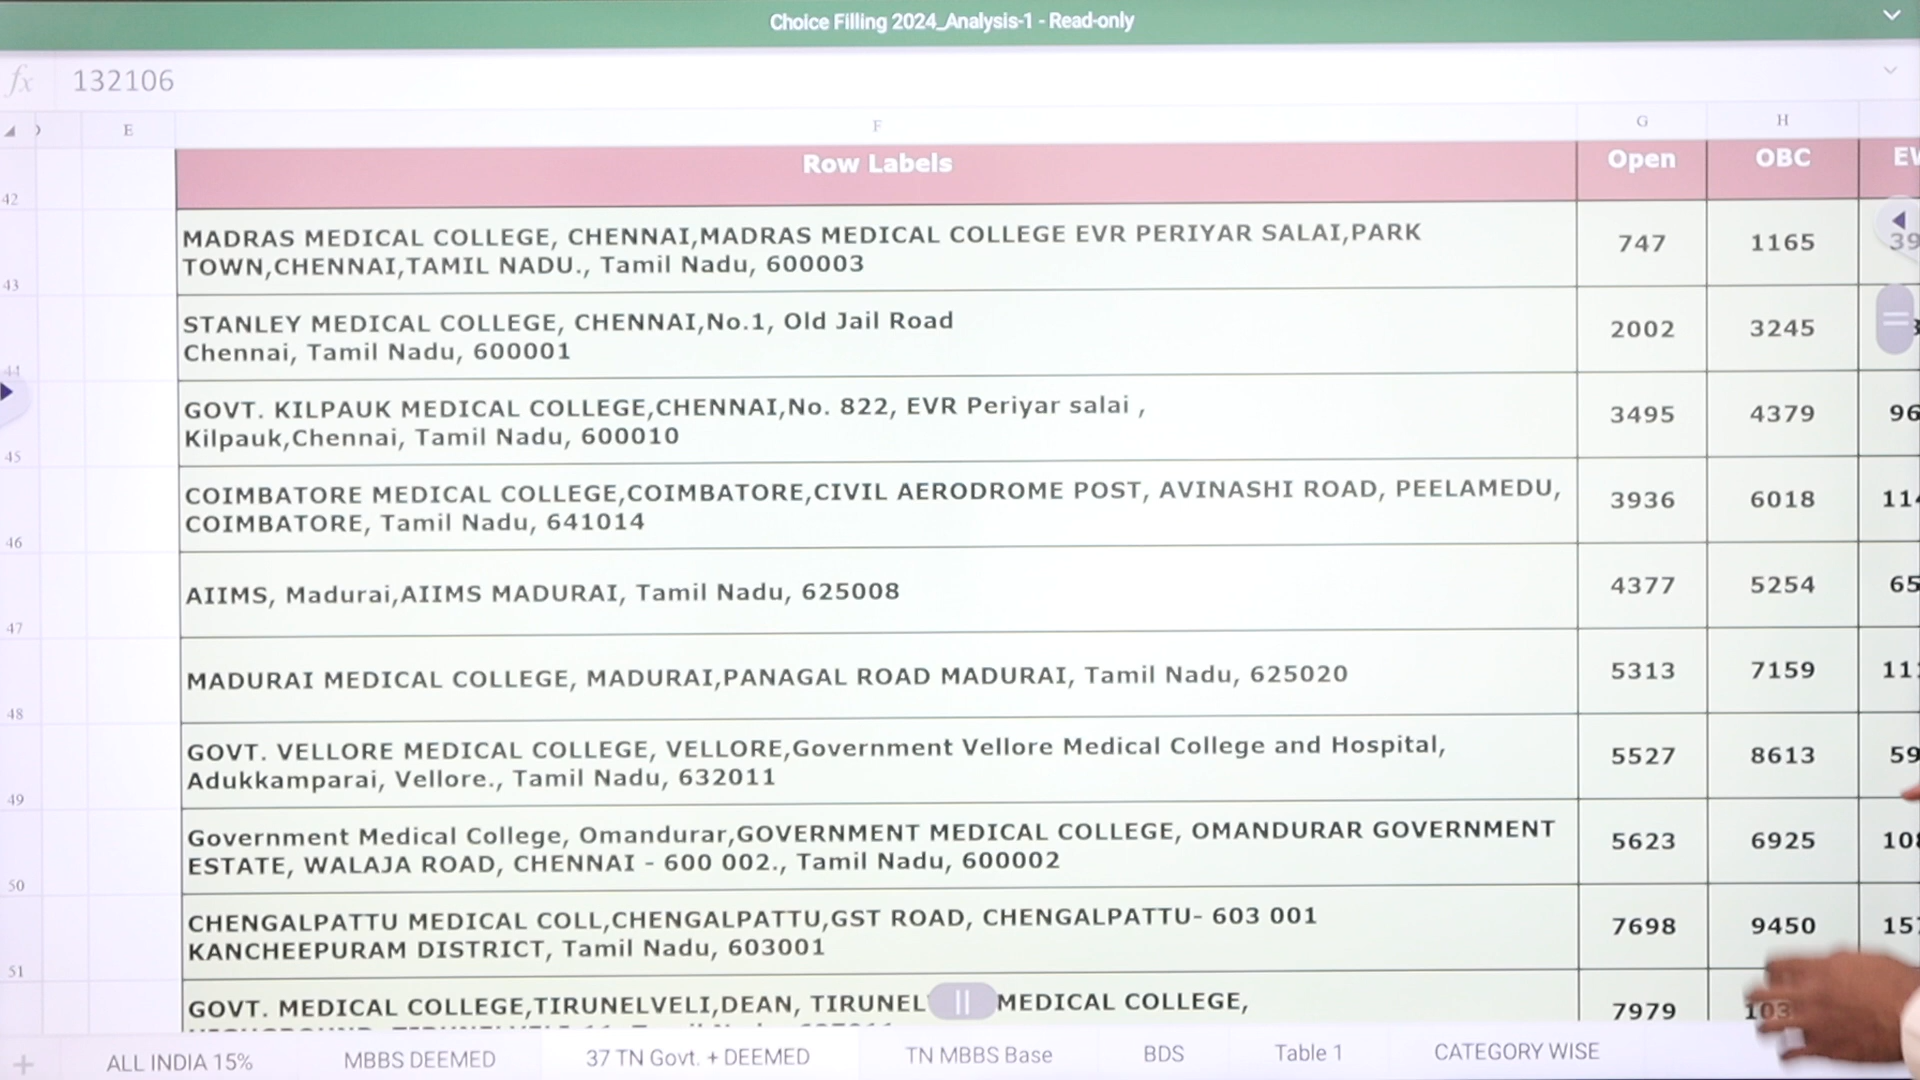 Choice Filling 2024_Analysis-1 - Read-only
fx 132106
E F G H
Row Labels Open OBC
42
MADRAS MEDICAL COLLEGE, CHENNAI,MADRAS MEDICAL COLLEGE EVR PERIYAR SALAI,PARK
TOWN,CHENNAI,TAMIL NADU., Tamil Nadu, 600003
747 1165 39
43
STANLEY MEDICAL COLLEGE, CHENNAI,No.1, Old Jail Road
Chennai, Tamil Nadu, 600001
2002 3245
44
GOVT. KILPAUK MEDICAL COLLEGE,CHENNAI,No. 822, EVR Periyar salai ,
Kilpauk,Chennai, Tamil Nadu, 600010
3495 4379 96
45
COIMBATORE MEDICAL COLLEGE,COIMBATORE,CIVIL AERODROME POST, AVINASHI ROAD, PEELAMEDU,
COIMBATORE, Tamil Nadu, 641014
3936 6018 114
46
AIIMS, Madurai,AIIMS MADURAI, Tamil Nadu, 625008
4377 5254 65
47
MADURAI MEDICAL COLLEGE, MADURAI,PANAGAL ROAD MADURAI, Tamil Nadu, 625020
5313 7159 111
48
GOVT. VELLORE MEDICAL COLLEGE, VELLORE,Government Vellore Medical College and Hospital,
Adukkamparai, Vellore., Tamil Nadu, 632011
5527 8613 59
49
Government Medical College, Omandurar,GOVERNMENT MEDICAL COLLEGE, OMANDURAR GOVERNMENT
ESTATE, WALAJA ROAD, CHENNAI - 600 002., Tamil Nadu, 600002
5623 6925 108
50
CHENGALPATTU MEDICAL COLL,CHENGALPATTU,GST ROAD, CHENGALPATTU- 603 001
KANCHEEPURAM DISTRICT, Tamil Nadu, 603001
7698 9450 157
51
GOVT. MEDICAL COLLEGE,TIRUNELVELI,DEAN, TIRUNEL MEDICAL COLLEGE,
7979 103
ALL INDIA 15% MBBS DEEMED 37 TN Govt. + DEEMED TN MBBS Base BDS Table 1 CATEGORY WISE